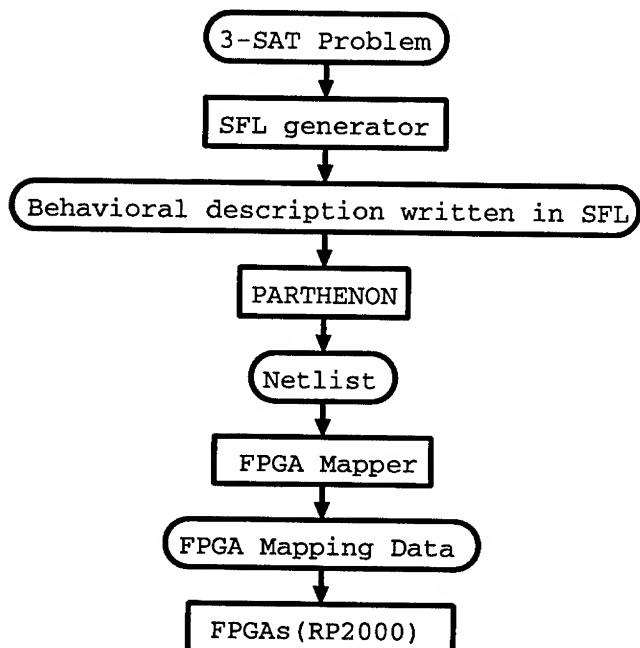 3-SAT Problem
SFL generator
Behavioral description written in SFL
PARTHENON
Netlist
FPGA Mapper
FPGA Mapping Data
FPGAs(RP2000)